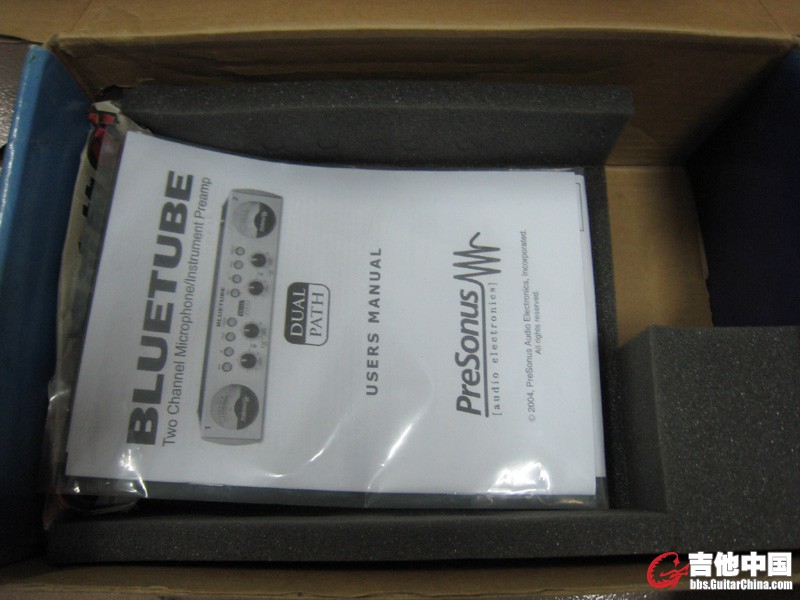 BLUETUBE
Two Channel Microphone/Instrument Preamp
BLUETUBE
DUAL
PATH
USERS MANUAL
PreSonus
[audio electronics]
© 2004, PreSonus Audio Electronics, Incorporated.
All rights reserved.
吉他中国
bbs.GuitarChina.com